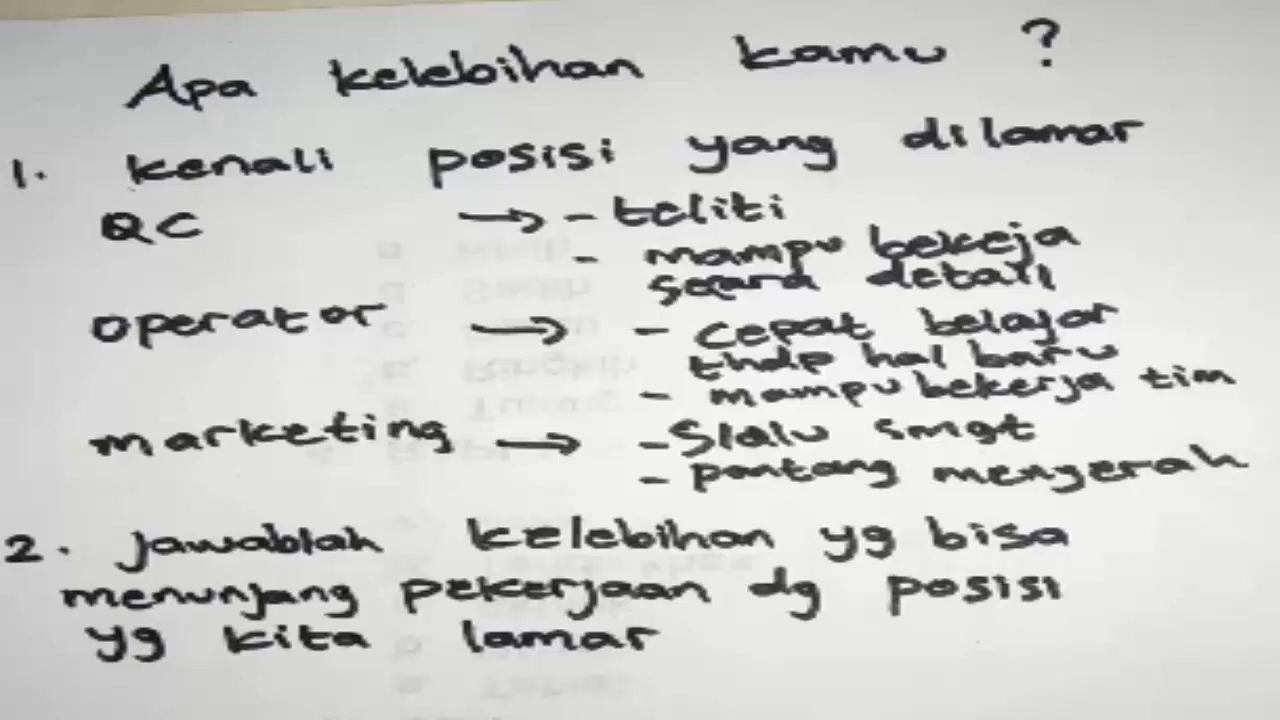 Apa kelebihan kamu ?
1. kenali posisi yang dilamar
QC → - teliti
- mampu bekeja
secara detail
operator → - cepat belajar
thdp hal baru
- mampu bekerja tim
marketing → - Slalu smgt
- pantang menyerah
2. jawablah kelebihan yg bisa
menunjang pekerjaan dg posisi
yg kita lamar